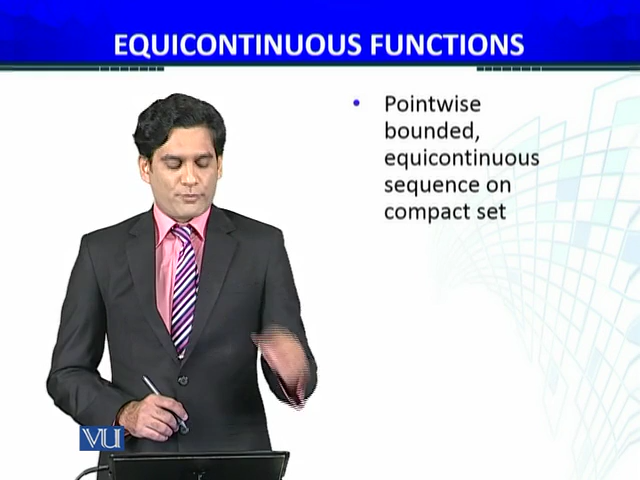 EQUICONTINUOUS FUNCTIONS
• Pointwise
bounded,
equicontinuous
sequence on
compact set
VU